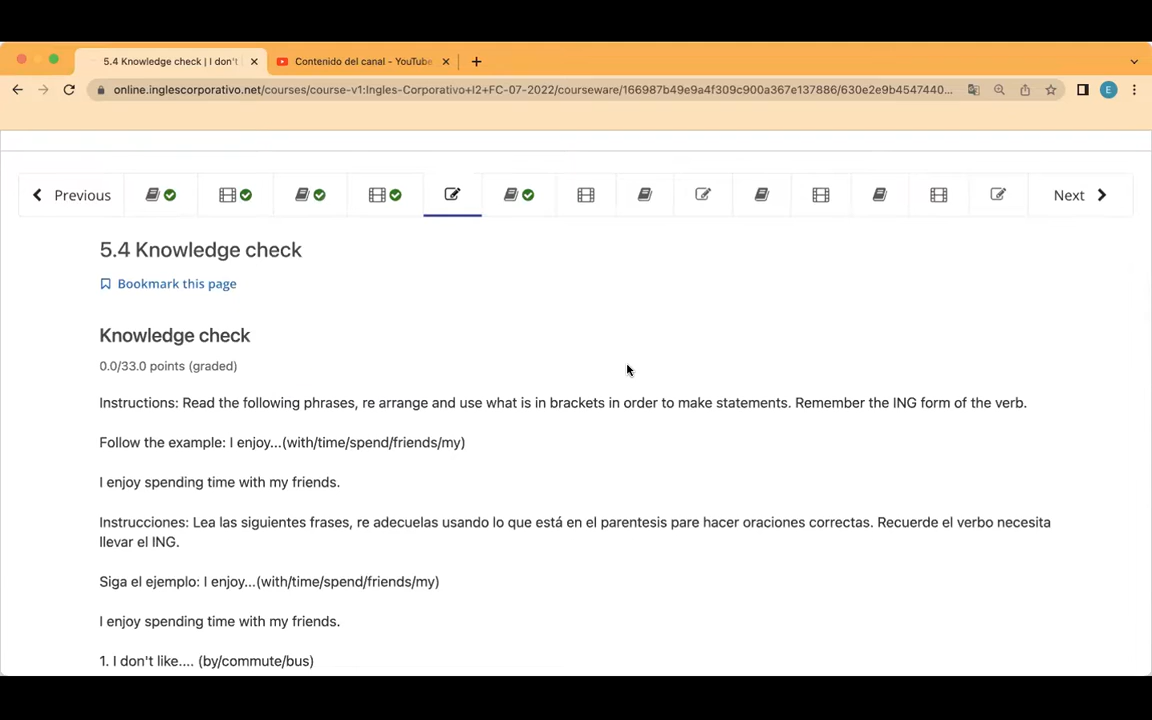 5.4 Knowledge check | I don't
Contenido del canal - YouTube
online.inglescorporativo.net/courses/course-v1:Ingles-Corporativo+I2+FC-07-2022/courseware/166987b49e9a4f309c900a367e137886/630e2e9b4547440...
E
Previous
Next
5.4 Knowledge check
Bookmark this page
Knowledge check
0.0/33.0 points (graded)
Instructions: Read the following phrases, re arrange and use what is in brackets in order to make statements. Remember the ING form of the verb.
Follow the example: I enjoy...(with/time/spend/friends/my)
I enjoy spending time with my friends.
Instrucciones: Lea las siguientes frases, re adecuelas usando lo que está en el parentesis pare hacer oraciones correctas. Recuerde el verbo necesita
llevar el ING.
Siga el ejemplo: I enjoy...(with/time/spend/friends/my)
I enjoy spending time with my friends.
1. I don't like.... (by/commute/bus)